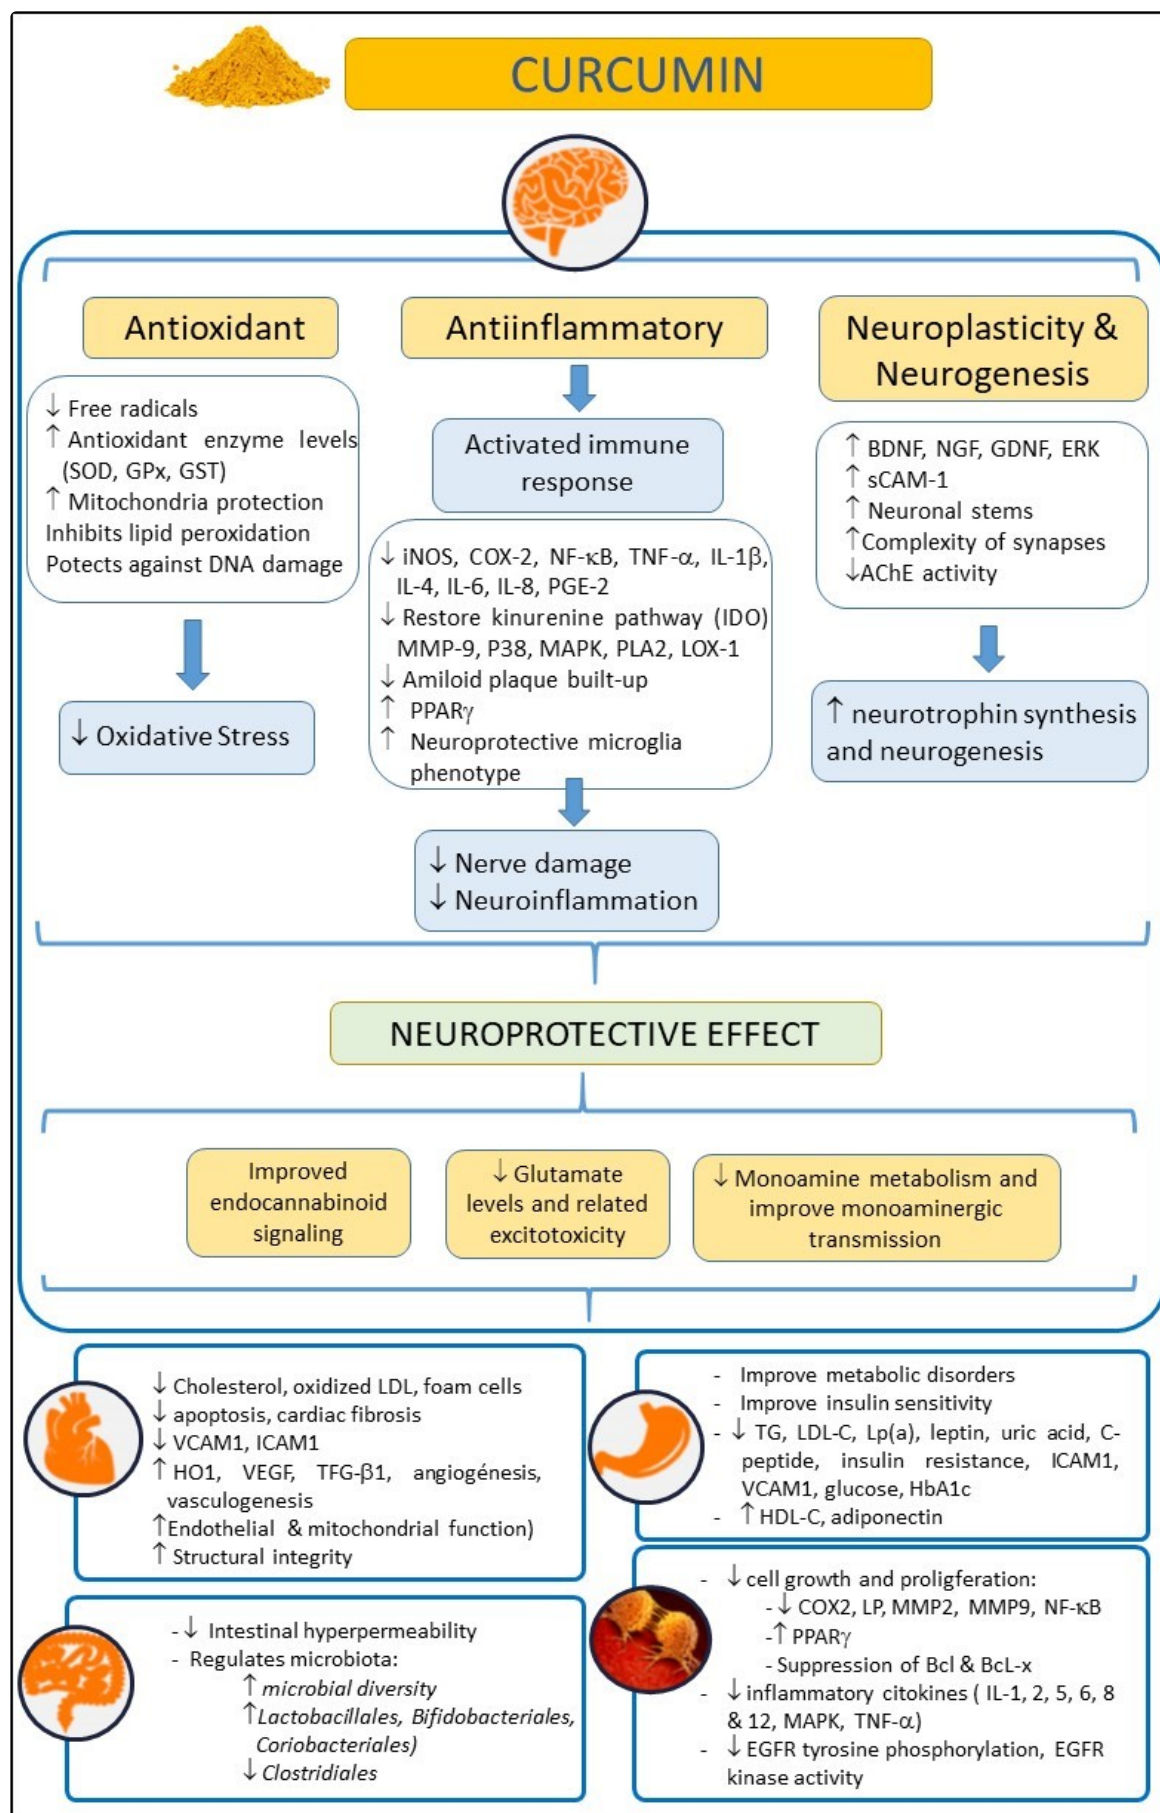 CURCUMIN
Antioxidant
↓ Free radicals
↑ Antioxidant enzyme levels
(SOD, GPx, GST)
↑ Mitochondria protection
Inhibits lipid peroxidation
Potects against DNA damage
↓ Oxidative Stress
Antiinflammatory
Activated immune
response
↓ iNOS, COX-2, NF-κB, TNF-α, IL-1β,
IL-4, IL-6, IL-8, PGE-2
↓ Restore kinurenine pathway (IDO)
MMP-9, P38, MAPK, PLA2, LOX-1
↓ Amiloid plaque built-up
↑ PPARγ
↑ Neuroprotective microglia
phenotype
↓ Nerve damage
↓ Neuroinflammation
Neuroplasticity &
Neurogenesis
↑ BDNF, NGF, GDNF, ERK
↑ sCAM-1
↑ Neuronal stems
↑Complexity of synapses
↓AChE activity
↑ neurotrophin synthesis
and neurogenesis
NEUROPROTECTIVE EFFECT
Improved
endocannabinoid
signaling
↓ Glutamate
levels and related
excitotoxicity
↓ Monoamine metabolism and
improve monoaminergic
transmission
↓ Cholesterol, oxidized LDL, foam cells
↓ apoptosis, cardiac fibrosis
↓ VCAM1, ICAM1
↑ HO1, VEGF, TFG-β1, angiogénesis,
vasculogenesis
↑Endothelial & mitochondrial function)
↑ Structural integrity
- Improve metabolic disorders
- Improve insulin sensitivity
- ↓ TG, LDL-C, Lp(a), leptin, uric acid, C-
peptide, insulin resistance, ICAM1,
VCAM1, glucose, HbA1c
- ↑ HDL-C, adiponectin
- ↓ Intestinal hyperpermeability
- Regulates microbiota:
↑ microbial diversity
↑Lactobacillales, Bifidobacteriales,
Coriobacteriales)
↓ Clostridiales
- ↓ cell growth and proligferation:
-↓ COX2, LP, MMP2, MMP9, NF-κB
-↑ PPARγ
- Suppression of Bcl & BcL-x
- ↓ inflammatory citokines ( IL-1, 2, 5, 6, 8
& 12, MAPK, TNF-α)
- ↓ EGFR tyrosine phosphorylation, EGFR
kinase activity